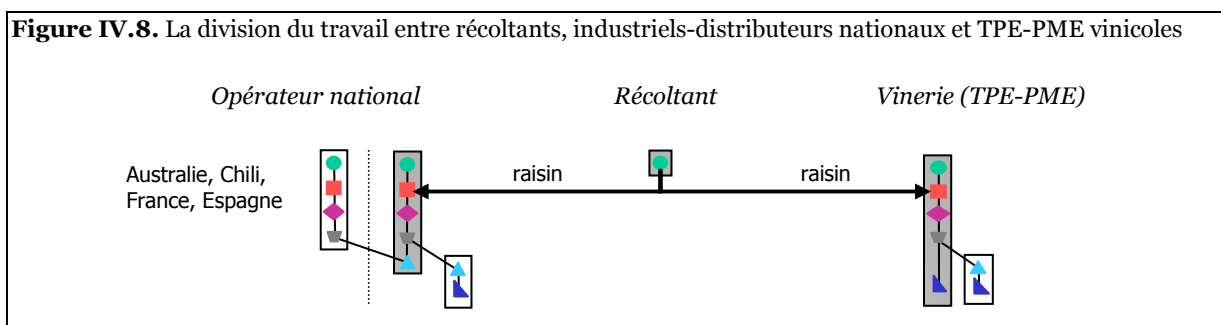 Figure IV.8. La division du travail entre récoltants, industriels-distributeurs nationaux et TPE-PME vinicoles
Opérateur national Récoltant Vinerie (TPE-PME)
Australie, Chili,
France, Espagne
raisin raisin